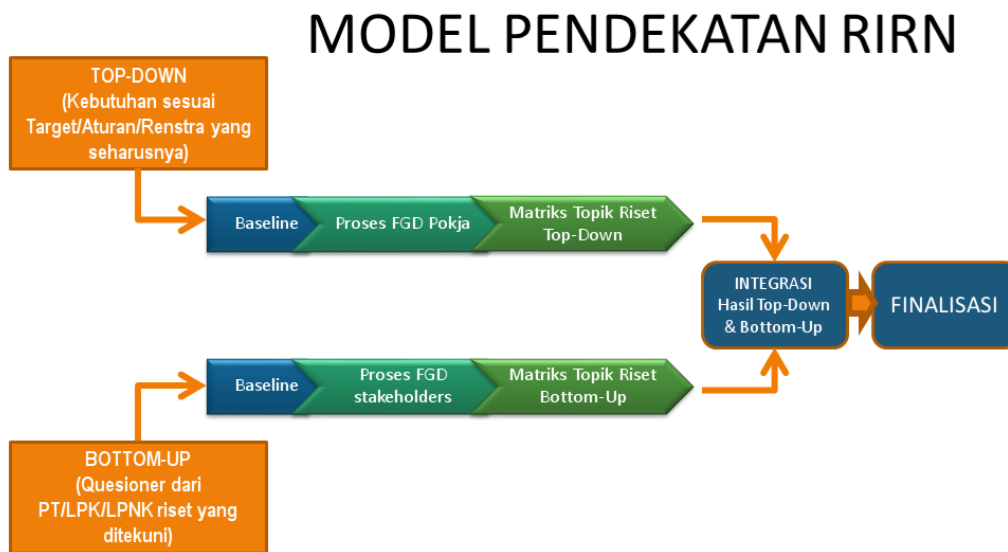 MODEL PENDEKATAN RIRN
TOP-DOWN
(Kebutuhan sesuai
Target/Aturan/Renstra yang
seharusnya)
Baseline
Proses FGD Pokja
Matriks Topik Riset
Top-Down
INTEGRASI
Hasil Top-Down
& Bottom-Up
FINALISASI
Baseline
Proses FGD
stakeholders
Matriks Topik Riset
Bottom-Up
BOTTOM-UP
(Quesioner dari
PT/LPK/LPNK riset yang
ditekuni)